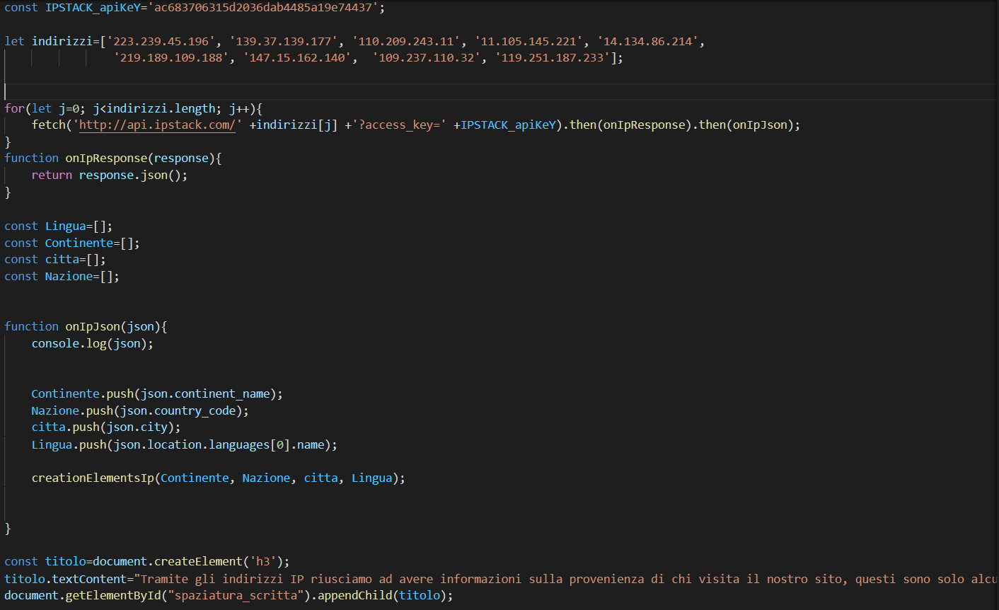 const IPSTACK_apiKeY='ac683706315d2036dab4485a19e74437';
let indirizzi=['223.239.45.196', '139.37.139.177', '110.209.243.11', '11.105.145.221', '14.134.86.214',
'219.189.109.188', '147.15.162.140',  '109.237.110.32', '119.251.187.233'];
for(let j=0; j<indirizzi.length; j++){
fetch('http://api.ipstack.com/' +indirizzi[j] +'?access_key=' +IPSTACK_apiKeY).then(onIpResponse).then(onIpJson);
}
function onIpResponse(response){
return response.json();
}
const Lingua=[];
const Continente=[];
const citta=[];
const Nazione=[];
function onIpJson(json){
console.log(json);
Continente.push(json.continent_name);
Nazione.push(json.country_code);
citta.push(json.city);
Lingua.push(json.location.languages[0].name);
creationElementsIp(Continente, Nazione, citta, Lingua);
}
const titolo=document.createElement('h3');
titolo.textContent="Tramite gli indirizzi IP riusciamo ad avere informazioni sulla provenienza di chi visita il nostro sito, questi sono solo alcu
document.getElementById("spaziatura_scritta").appendChild(titolo);